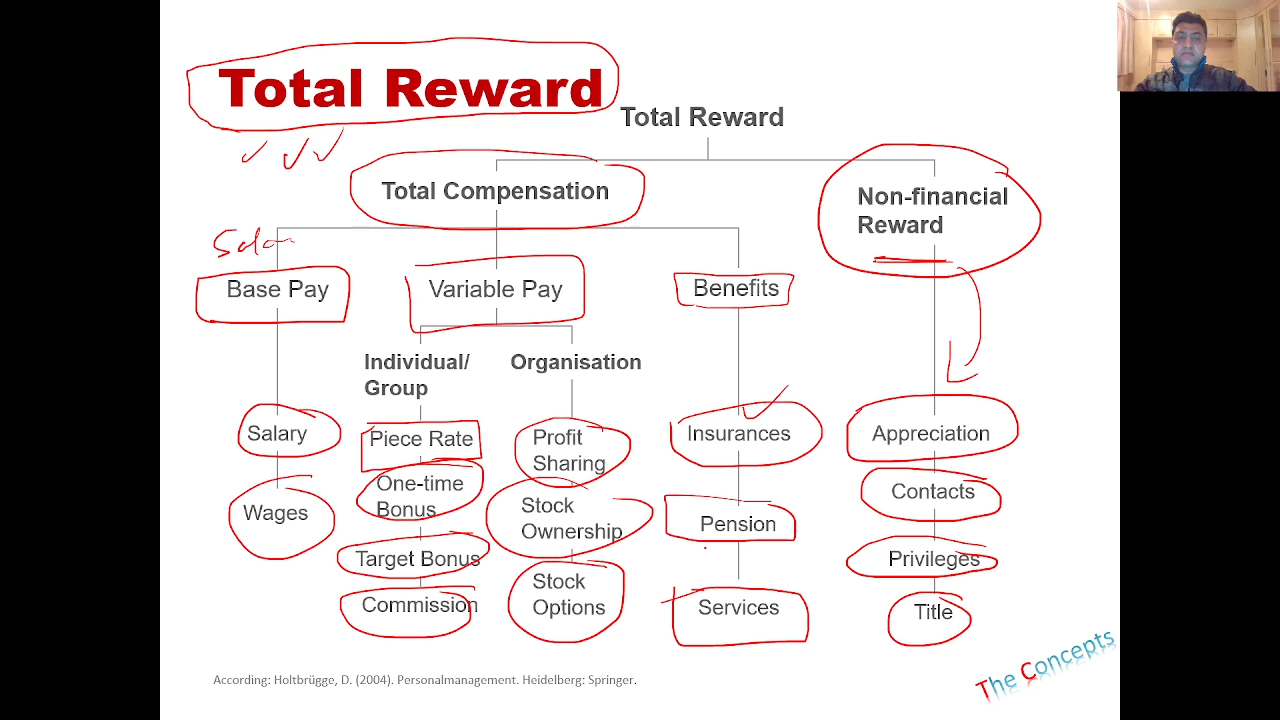 Total Reward
Total Reward
Total Compensation
Non-financial
Reward
Base Pay
Variable Pay
Benefits
Individual/
Group
Organisation
Salary
Wages
Piece Rate
One-time
Bonus
Target Bonus
Commission
Profit
Sharing
Stock
Ownership
Stock
Options
Insurances
Pension
Services
Appreciation
Contacts
Privileges
Title
According: Holtbrügge, D. (2004). Personalmanagement. Heidelberg: Springer.
The Concepts